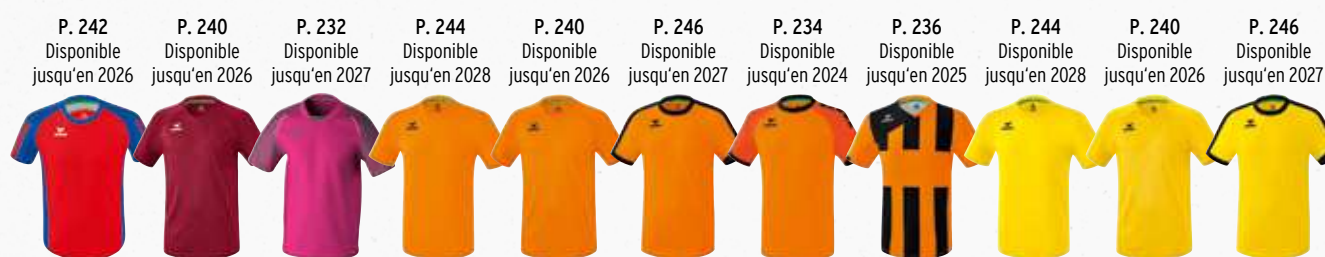 P. 242
Disponible
jusqu‘en 2026
P. 240
Disponible
jusqu‘en 2026
P. 232
Disponible
jusqu‘en 2027
P. 244
Disponible
jusqu‘en 2028
P. 240
Disponible
jusqu‘en 2026
P. 246
Disponible
jusqu‘en 2027
P. 234
Disponible
jusqu‘en 2024
P. 236
Disponible
jusqu‘en 2025
P. 244
Disponible
jusqu‘en 2028
P. 240
Disponible
jusqu‘en 2026
P. 246
Disponible
jusqu‘en 2027